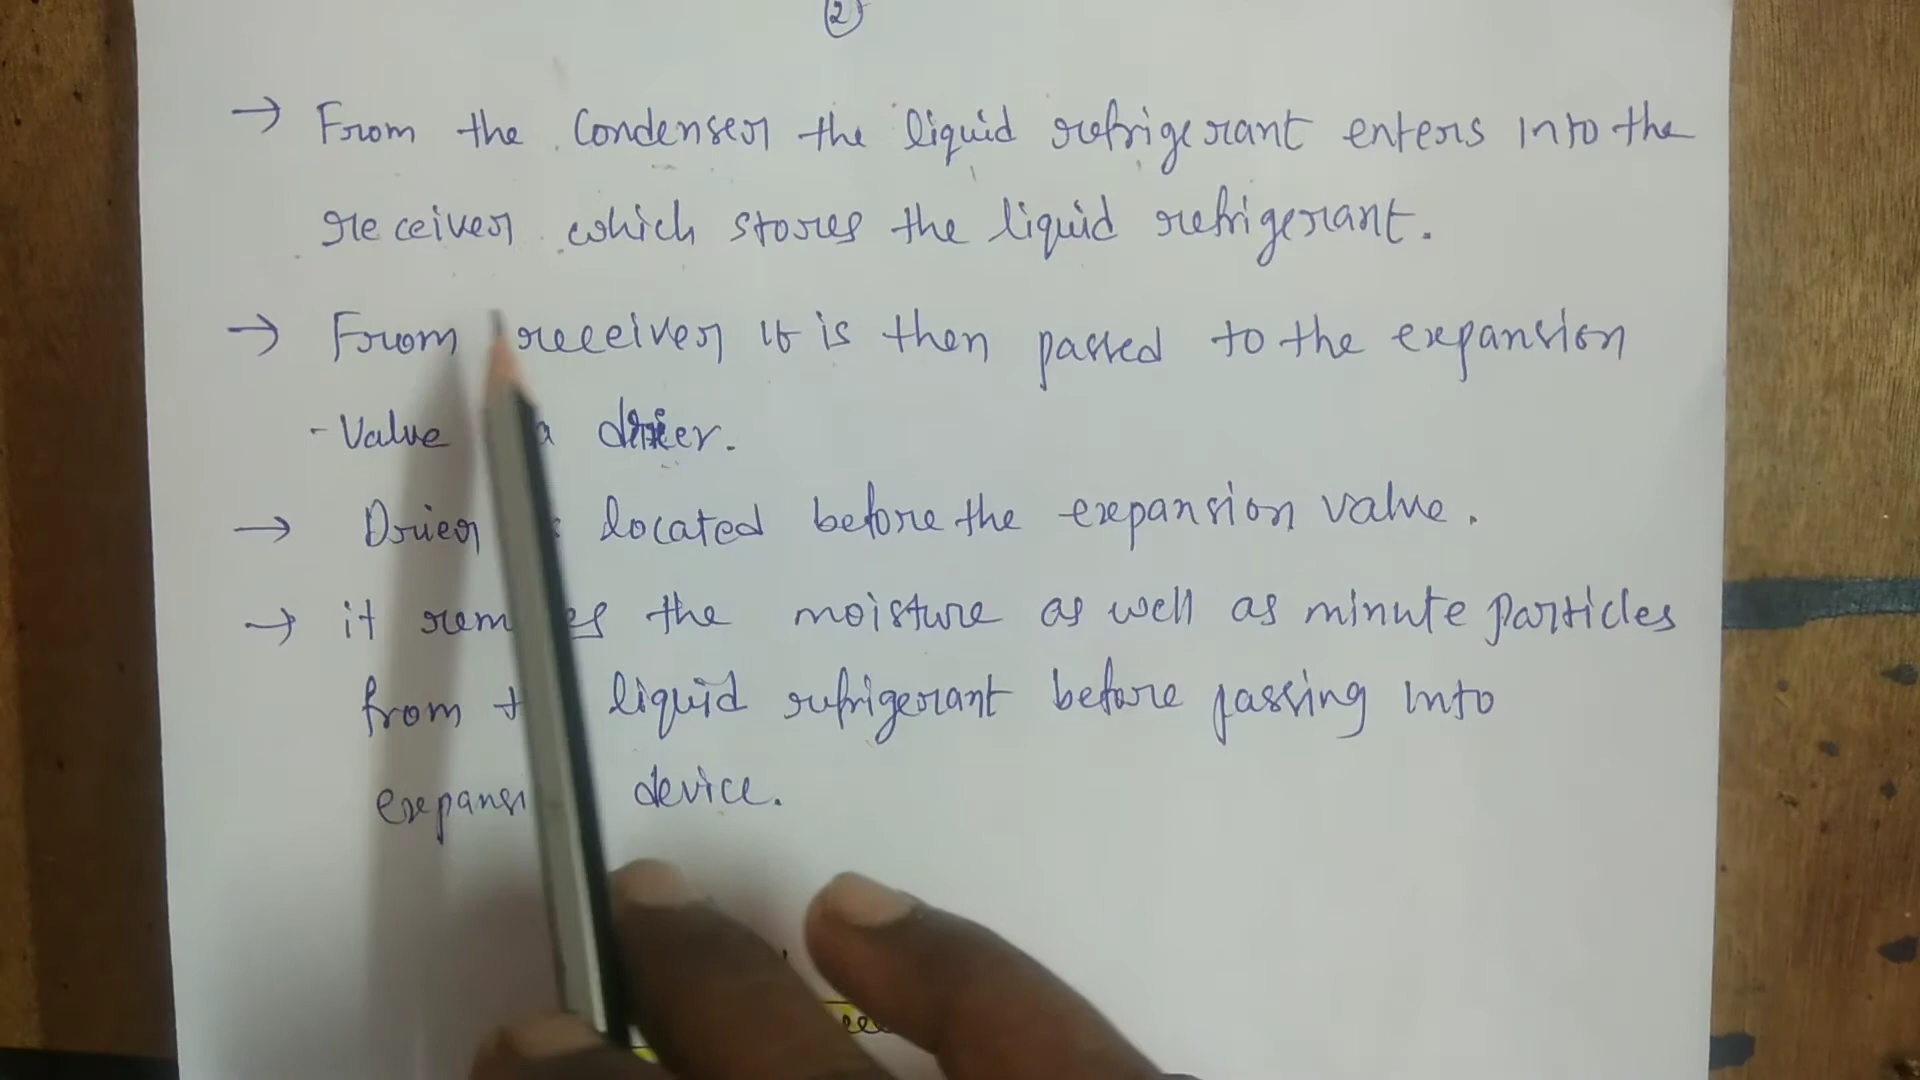 2
→ From the condenser the liquid refrigerant enters into the
receiver which stores the liquid refrigerant.
→ From receiver it is then passed to the expansion
- Valve a drier.
→ Drier located before the expansion valve.
→ it the moisture as well as minute particles
from liquid refrigerant before passing into
device.